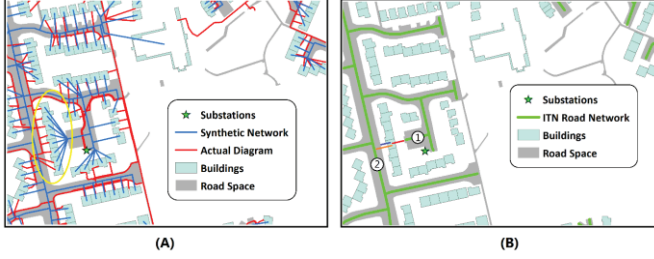 Substations
Synthetic Network
Actual Diagram
Buildings
Road Space
(A)
1
2
Substations
ITN Road Network
Buildings
Road Space
(B)